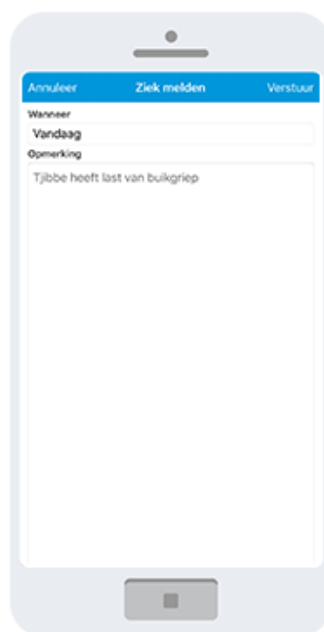 Annuleer Ziek melden Verstuur
Wanneer
Vandaag
Opmerking
Tjibbe heeft last van buikgriep